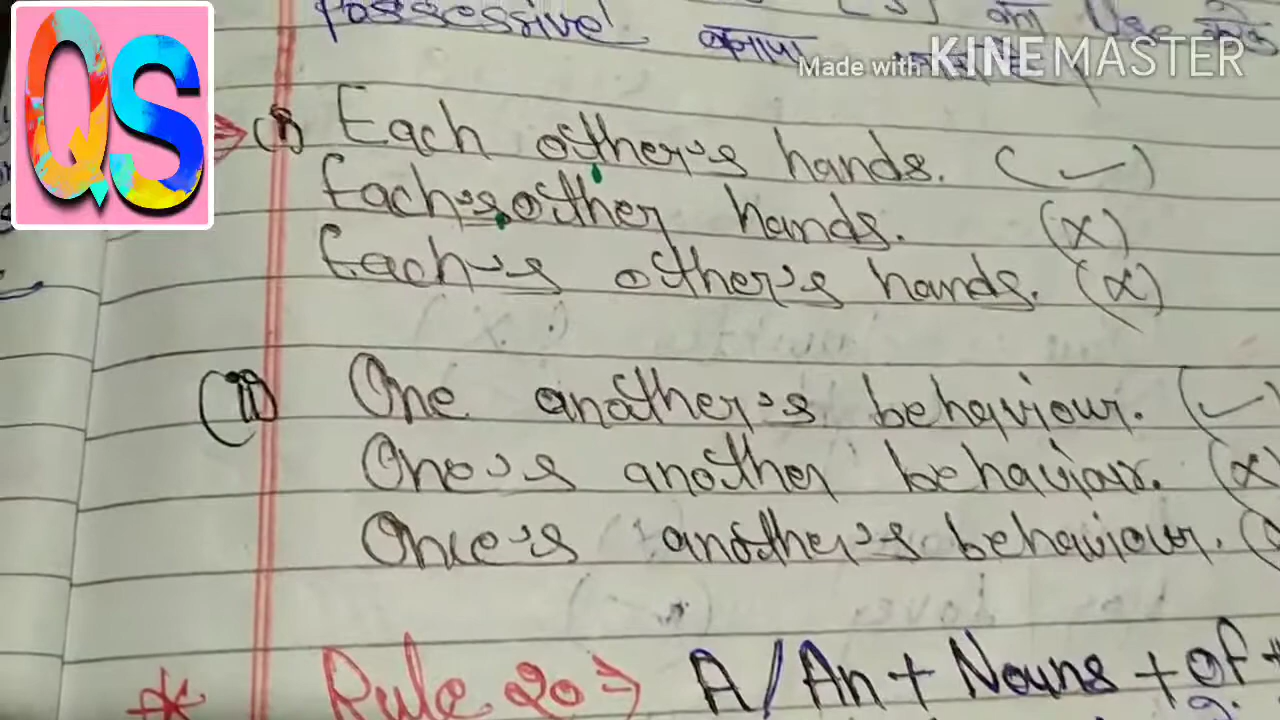 QS
Possessive बनाया
Made with KINEMASTER
(i) Each other's hands. (✓)
Each's other hands. (x)
Each's other's hands. (x)
(ii) One another's behaviour. (✓
One's another behaviour. (x)
One's another's behaviour. (
* Rule 20 ⇒ A/An + Nouns + of +